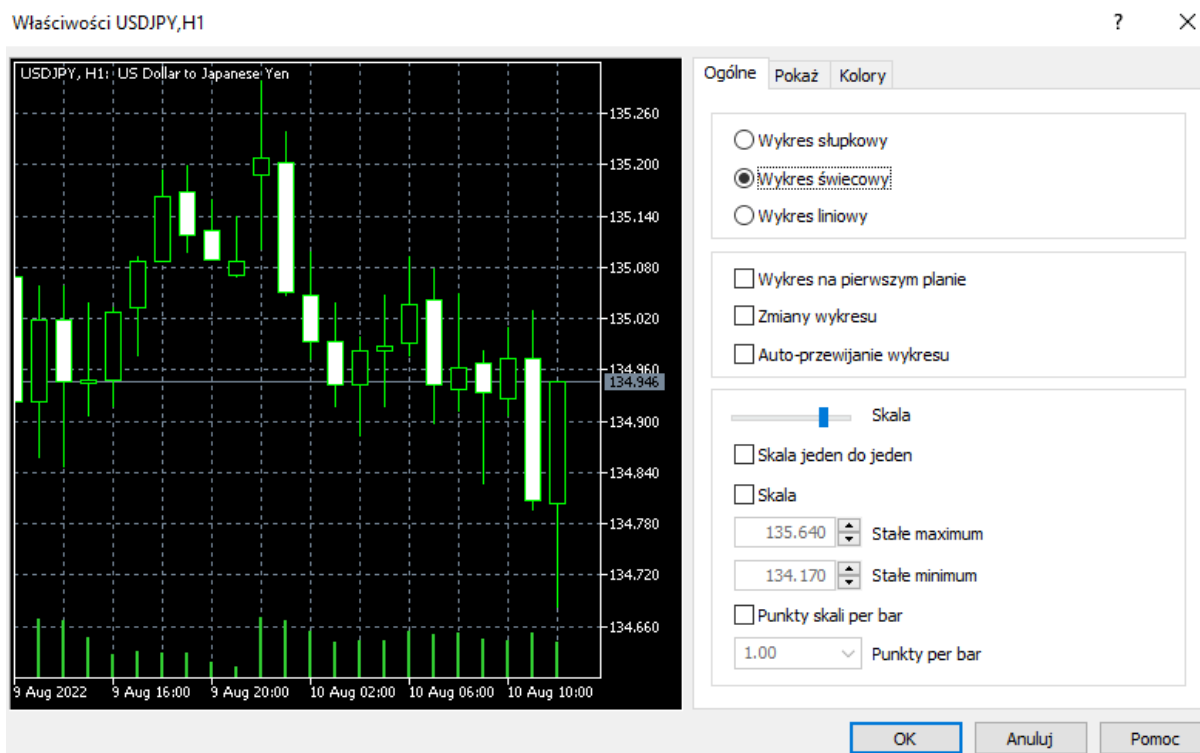 Właściwości USDJPY,H1
?
USDJPY, H1: US Dollar to Japanese Yen
135.260
135.200
135.140
135.080
135.020
134.960
134.946
134.900
134.840
134.780
134.720
134.660
9 Aug 2022 9 Aug 16:00 9 Aug 20:00 10 Aug 02:00 10 Aug 06:00 10 Aug 10:00
Ogólne Pokaż Kolory
Wykres słupkowy
Wykres świecowy
Wykres liniowy
Wykres na pierwszym planie
Zmiany wykresu
Auto-przewijanie wykresu
Skala
Skala jeden do jeden
Skala
135.640 Stałe maximum
134.170 Stałe minimum
Punkty skali per bar
1.00 Punkty per bar
OK Anuluj Pomoc